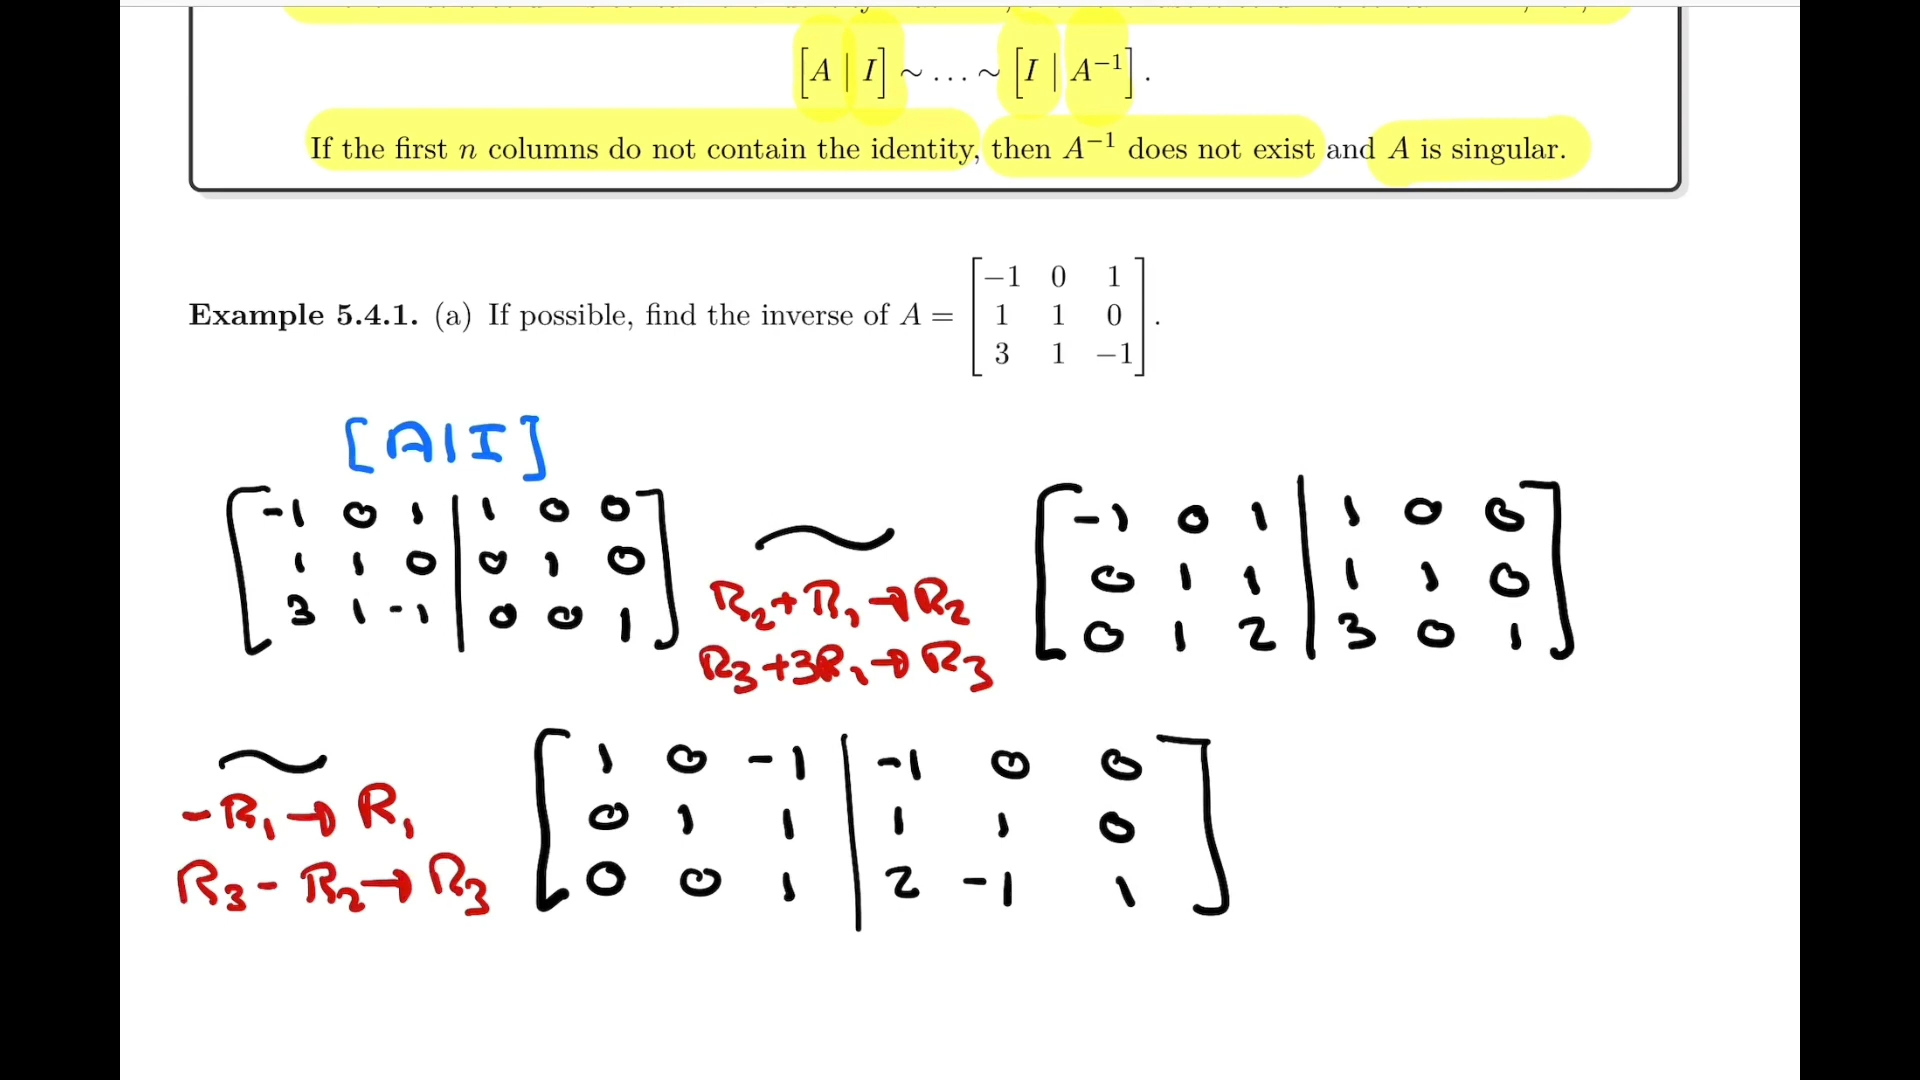 [A | I] ~ ... ~ [I | A⁻¹].
If the first n columns do not contain the identity, then A⁻¹ does not exist and A is singular.
Example 5.4.1. (a) If possible, find the inverse of A = [−1 0 1
1 1 0
3 1 −1].
[A|I]
[-1 0 1 | 1 0 0
1 1 0 | 0 1 0
3 1 -1 | 0 0 1]
~
R₂+R₁→R₂
R₃+3R₁→R₃
[-1 0 1 | 1 0 0
0 1 1 | 1 1 0
0 1 2 | 3 0 1]
~
-R₁→R₁
R₃-R₂→R₃
[1 0 -1 | -1 0 0
0 1 1 | 1 1 0
0 0 1 | 2 -1 1]